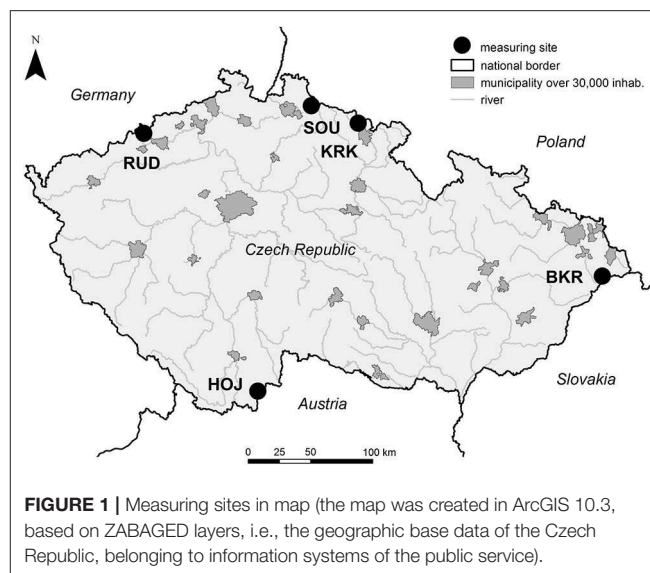 N
measuring site
national border
municipality over 30,000 inhab.
river
Germany
SOU
KRK
RUD
Poland
Czech Republic
BKR
HOJ
Slovakia
Austria
0 25 50 100 km
FIGURE 1 | Measuring sites in map (the map was created in ArcGIS 10.3,
based on ZABAGED layers, i.e., the geographic base data of the Czech
Republic, belonging to information systems of the public service).